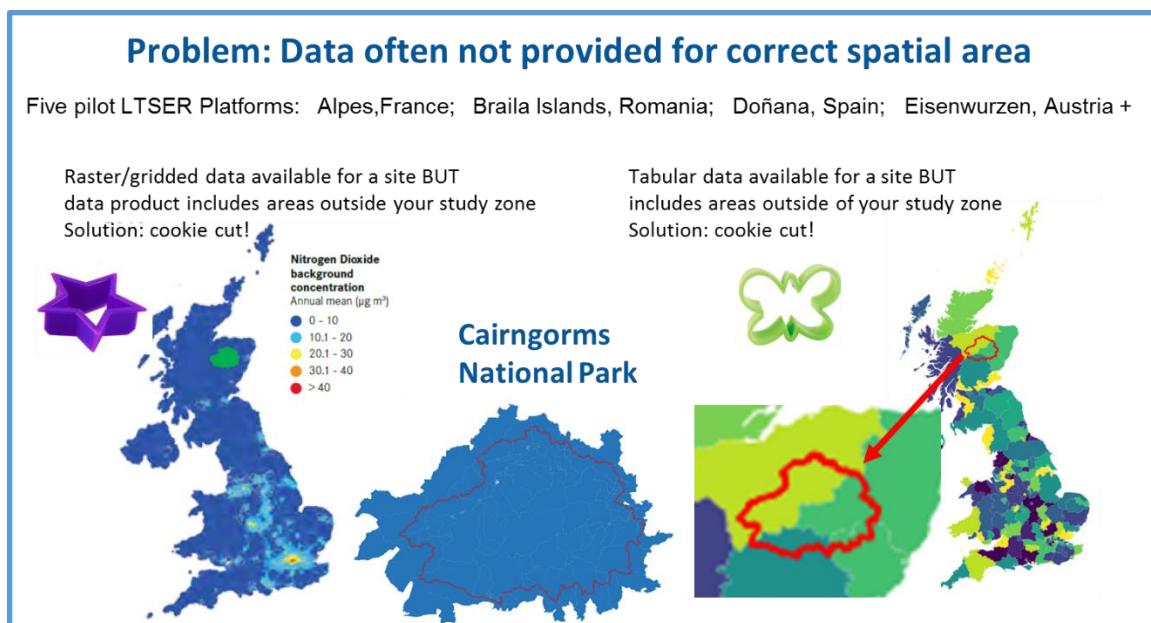 Problem: Data often not provided for correct spatial area
Five pilot LTSER Platforms: Alpes,France; Braila Islands, Romania; Doñana, Spain; Eisenwurzen, Austria +
Raster/gridded data available for a site BUT
data product includes areas outside your study zone
Solution: cookie cut!
Tabular data available for a site BUT
includes areas outside of your study zone
Solution: cookie cut!
Nitrogen Dioxide
background
concentration
Annual mean (µg m³)
0 - 10
10.1 - 20
20.1 - 30
30.1 - 40
> 40
Cairngorms
National Park